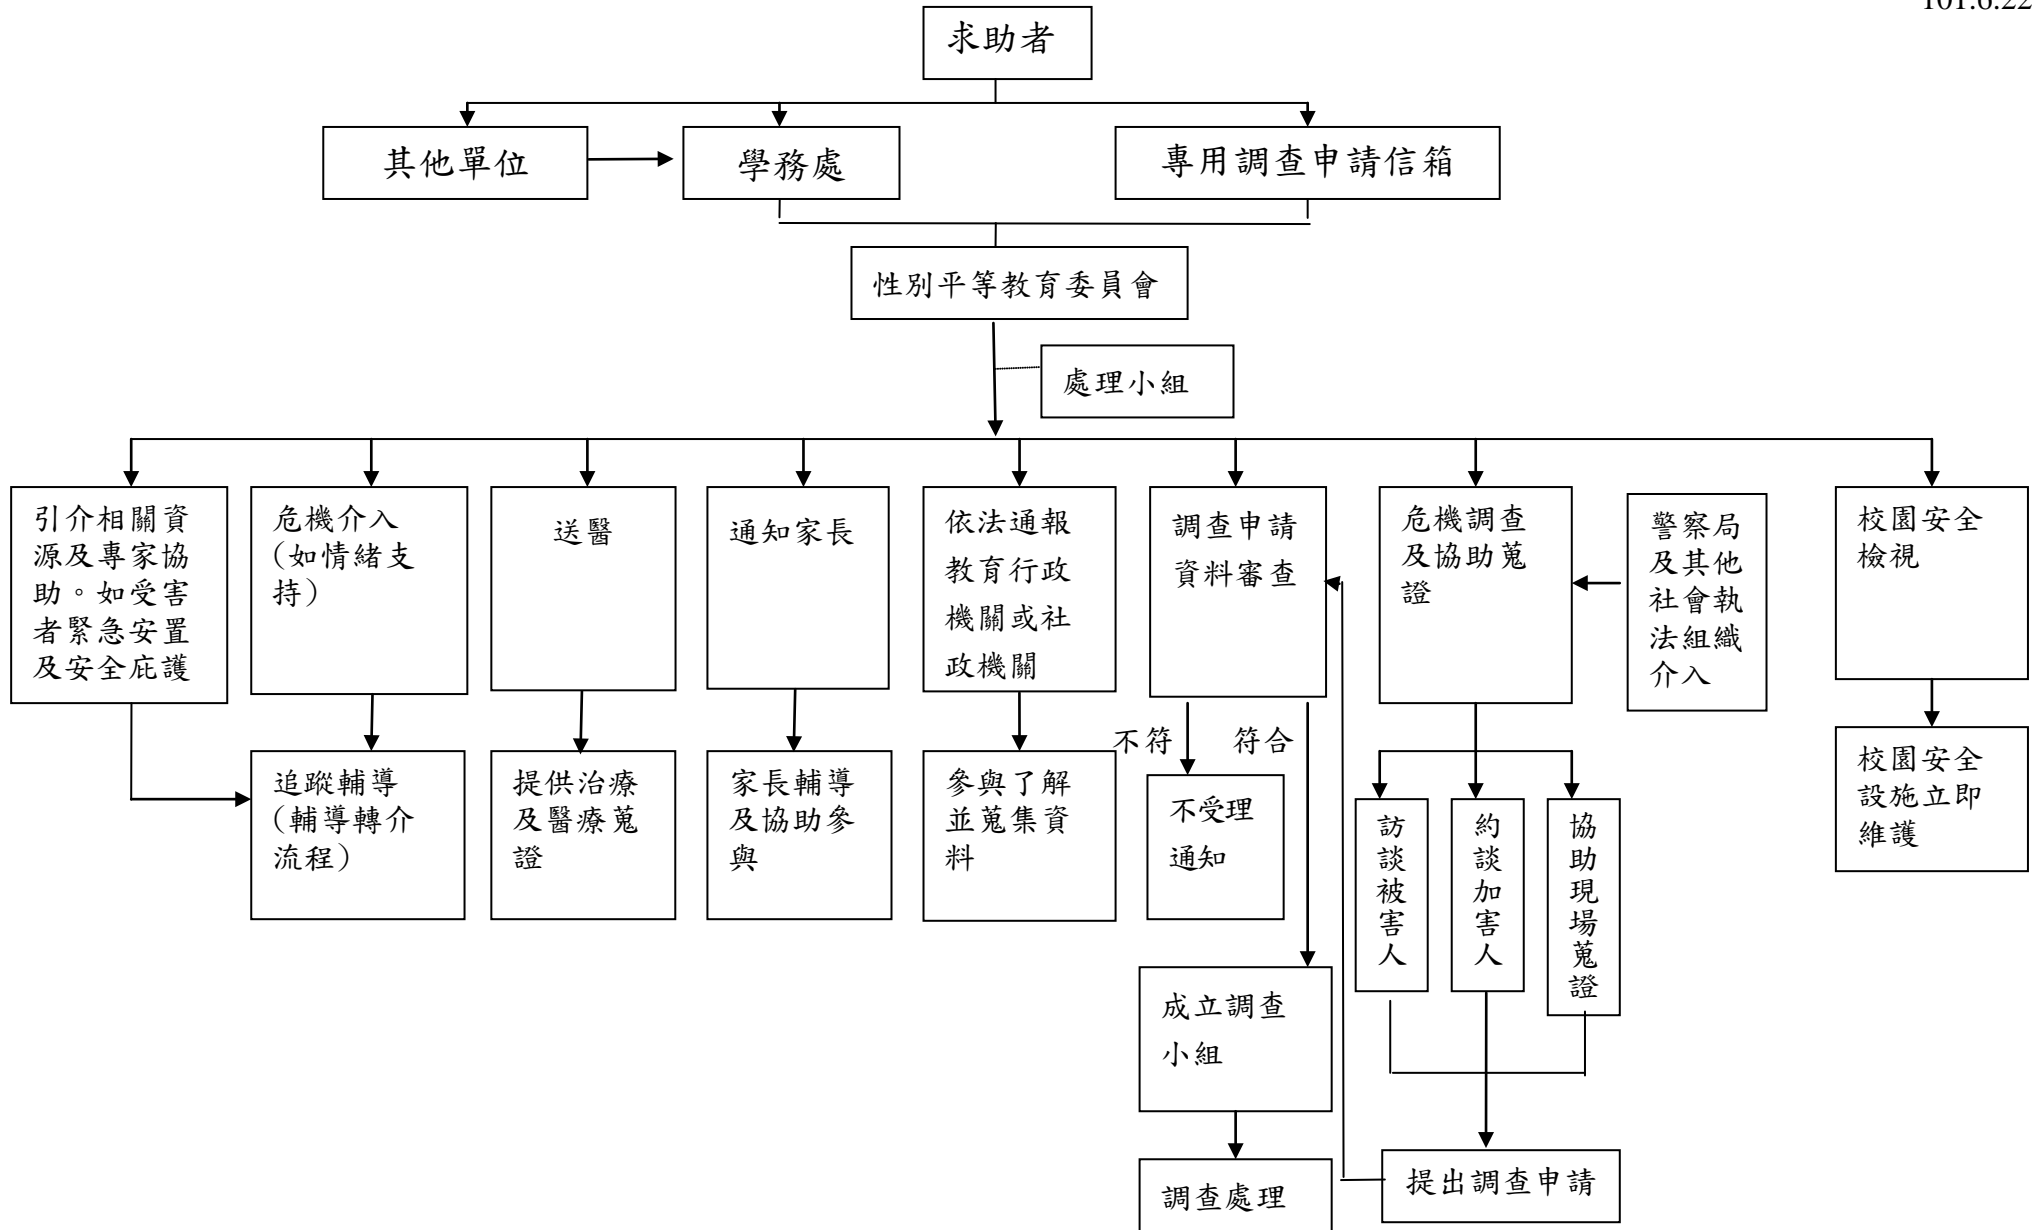 101.6.22
求助者
其他單位
學務處
專用調查申請信箱
性別平等教育委員會
處理小組
引介相關資
源及專家協
助。如受害
者緊急安置
及安全庇護
危機介入
(如情緒支
持)
送醫
通知家長
依法通報
教育行政
機關或社
政機關
調查申請
資料審查
危機調查
及協助蒐
證
警察局
及其他
社會執
法組織
介入
校園安全
檢視
不符
符合
追蹤輔導
(輔導轉介
流程)
提供治療
及醫療蒐
證
家長輔導
及協助參
與
參與了解
並蒐集資
料
不受理
通知
訪談被害人
約談加害人
協助現場蒐證
校園安全
設施立即
維護
成立調查
小組
調查處理
提出調查申請